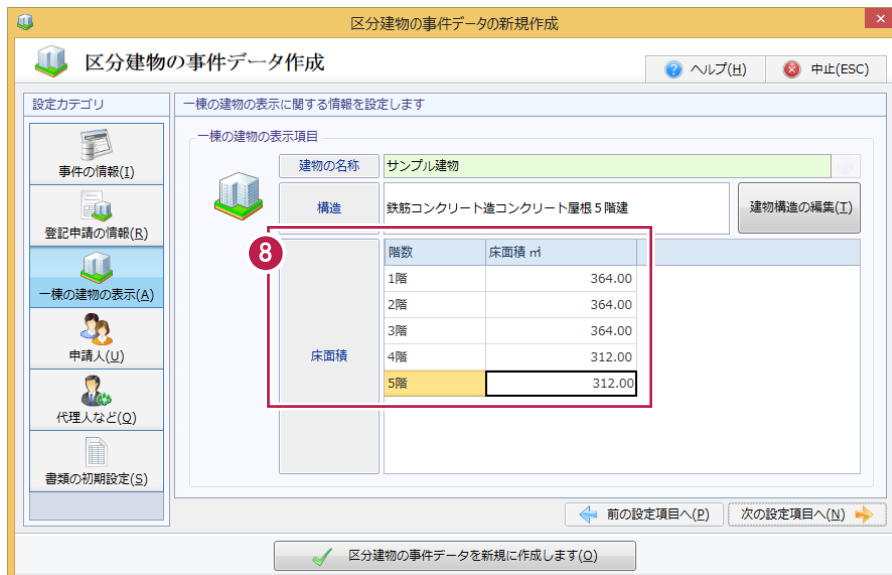 区分建物の事件データの新規作成
区分建物の事件データ作成
ヘルプ(H)
中止(ESC)
設定カテゴリ
事件の情報(I)
登記申請の情報(R)
一棟の建物の表示(A)
申請人(U)
代理人など(Q)
書類の初期設定(S)
一棟の建物の表示に関する情報を設定します
一棟の建物の表示項目
建物の名称 サンプル建物
構造 鉄筋コンクリート造コンクリート屋根５階建 建物構造の編集(T)
8
床面積
階数 床面積 ㎡
1階 364.00
2階 364.00
3階 364.00
4階 312.00
5階 312.00
前の設定項目へ(P)
次の設定項目へ(N)
区分建物の事件データを新規に作成します(O)